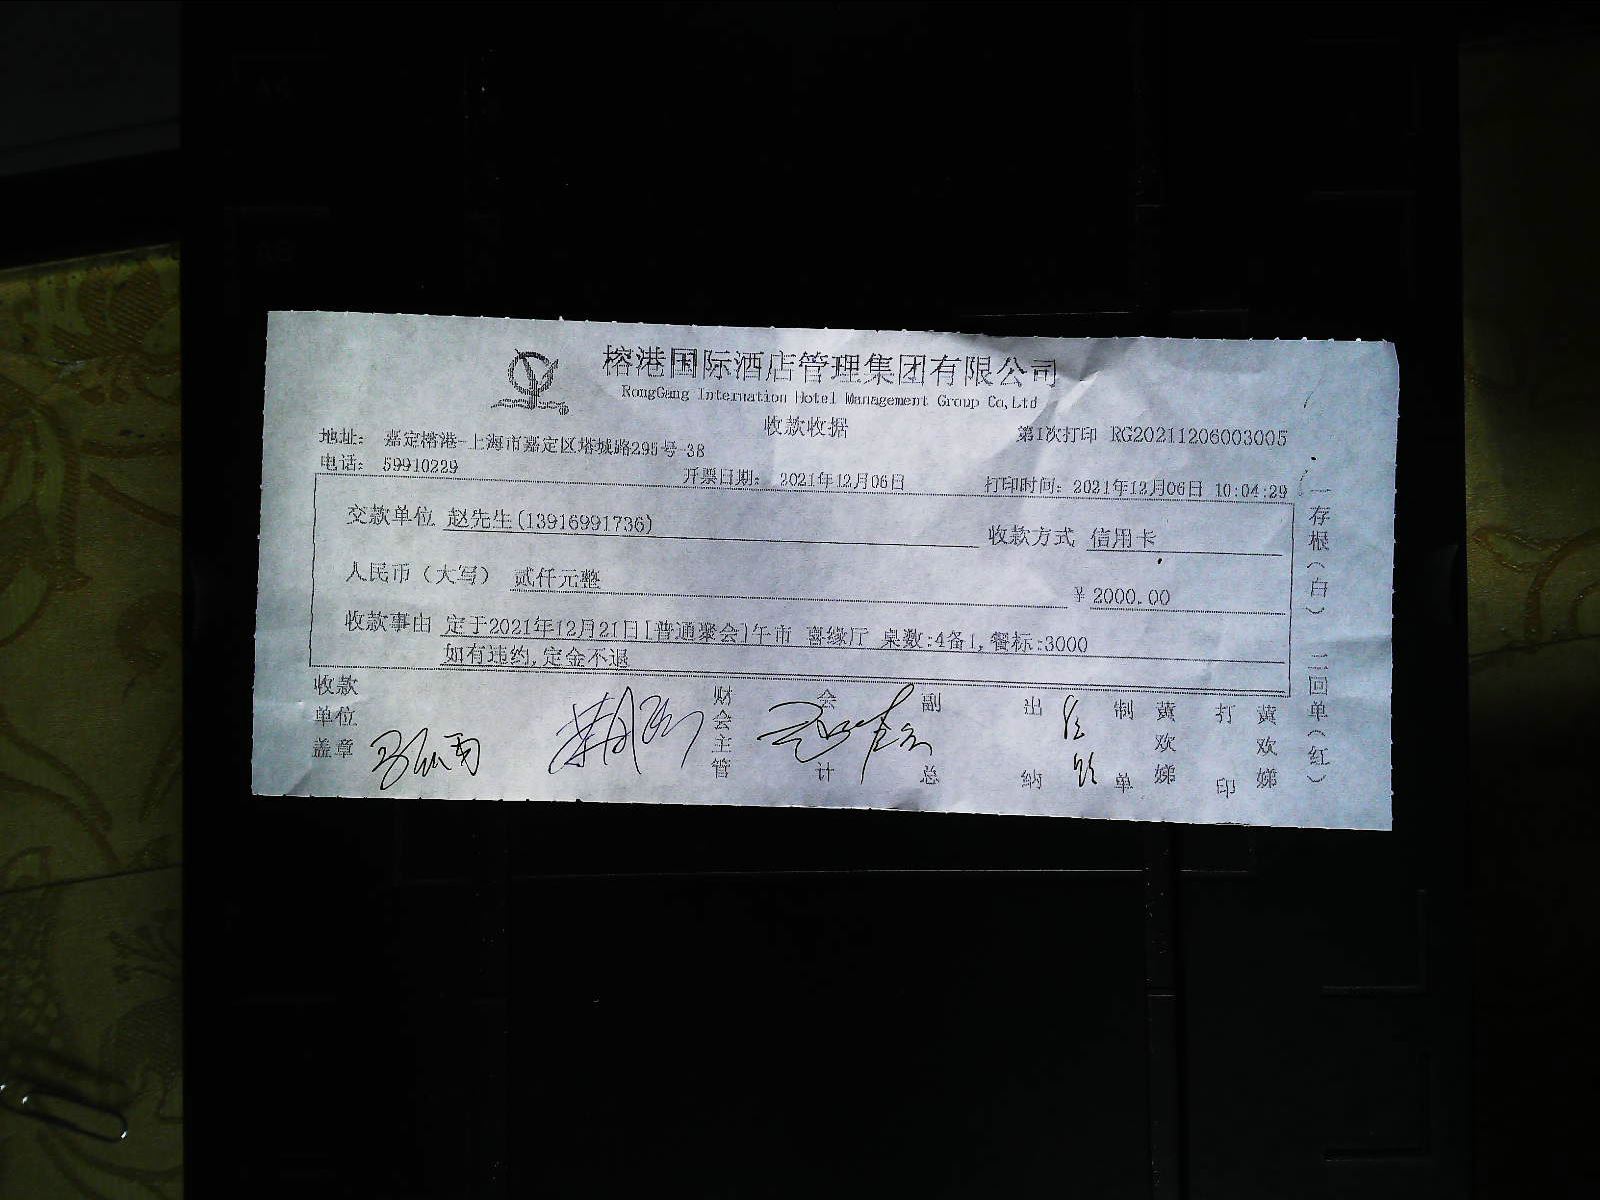 榕港国际酒店管理集团有限公司
RongGang Internation Hotel Management Group Co,Ltd
收款收据
第1次打印 RG20211206003005
地址: 嘉定榕港-上海市嘉定区塔城路295号-38
电话: 59910229
开票日期: 2021年12月06日
打印时间: 2021年12月06日 10:04:29
交款单位 赵先生(13916991736)
收款方式 信用卡
人民币(大写) 贰仟元整
¥ 2000.00
收款事由 定于2021年12月21日[普通聚会]午市 喜缘厅 桌数:4备1,餐标:3000
如有违约,定金不退
收款单位盖章
财会主管
会计
副总
出纳
制单 黄欢娣
打印 黄欢娣
一存根(白) 二回单(红)